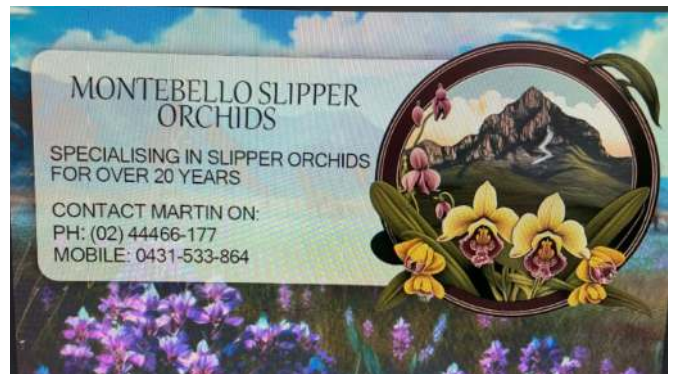 MONTEBELLO SLIPPER
ORCHIDS
SPECIALISING IN SLIPPER ORCHIDS
FOR OVER 20 YEARS
CONTACT MARTIN ON:
PH: (02) 44466-177
MOBILE: 0431-533-864